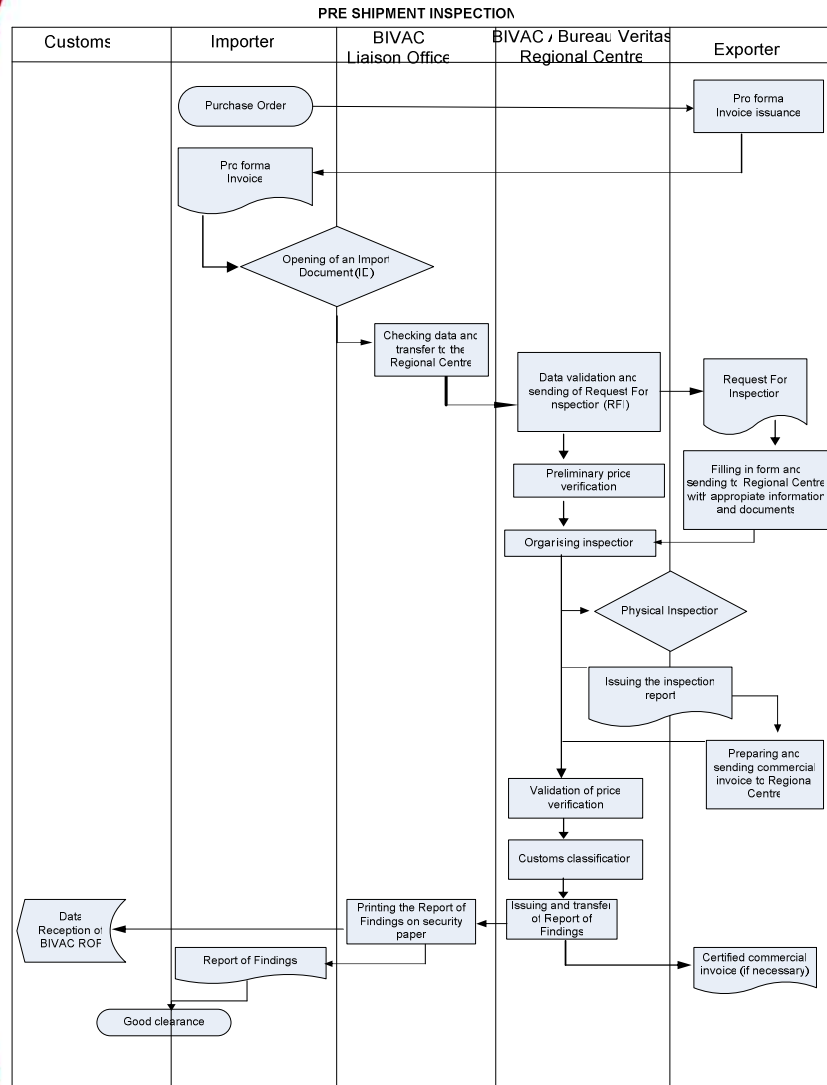 PRE SHIPMENT INSPECTION
Customs
Importer
BIVAC
Liaison Office
BIVAC / Bureau Veritas
Regional Centre
Exporter
Purchase Order
Pro forma
Invoice issuance
Pro forma
Invoice
Opening of an Import
Document (ID)
Checking data and
transfer to the
Regional Centre
Data validation and
sending of Request For
Inspection (RFI)
Request For
Inspection
Preliminary price
verification
Filling in form and
sending to Regional Centre
with appropiate information
and documents
Organising inspection
Physical Inspection
Issuing the inspection
report
Preparing and
sending commercial
invoice to Regional
Centre
Validation of price
verification
Customs classification
Issuing and transfer
of Report of
Findings
Printing the Report of
Findings on security
paper
Data
Reception of
BIVAC ROF
Report of Findings
Certified commercial
invoice (if necessary)
Good clearance